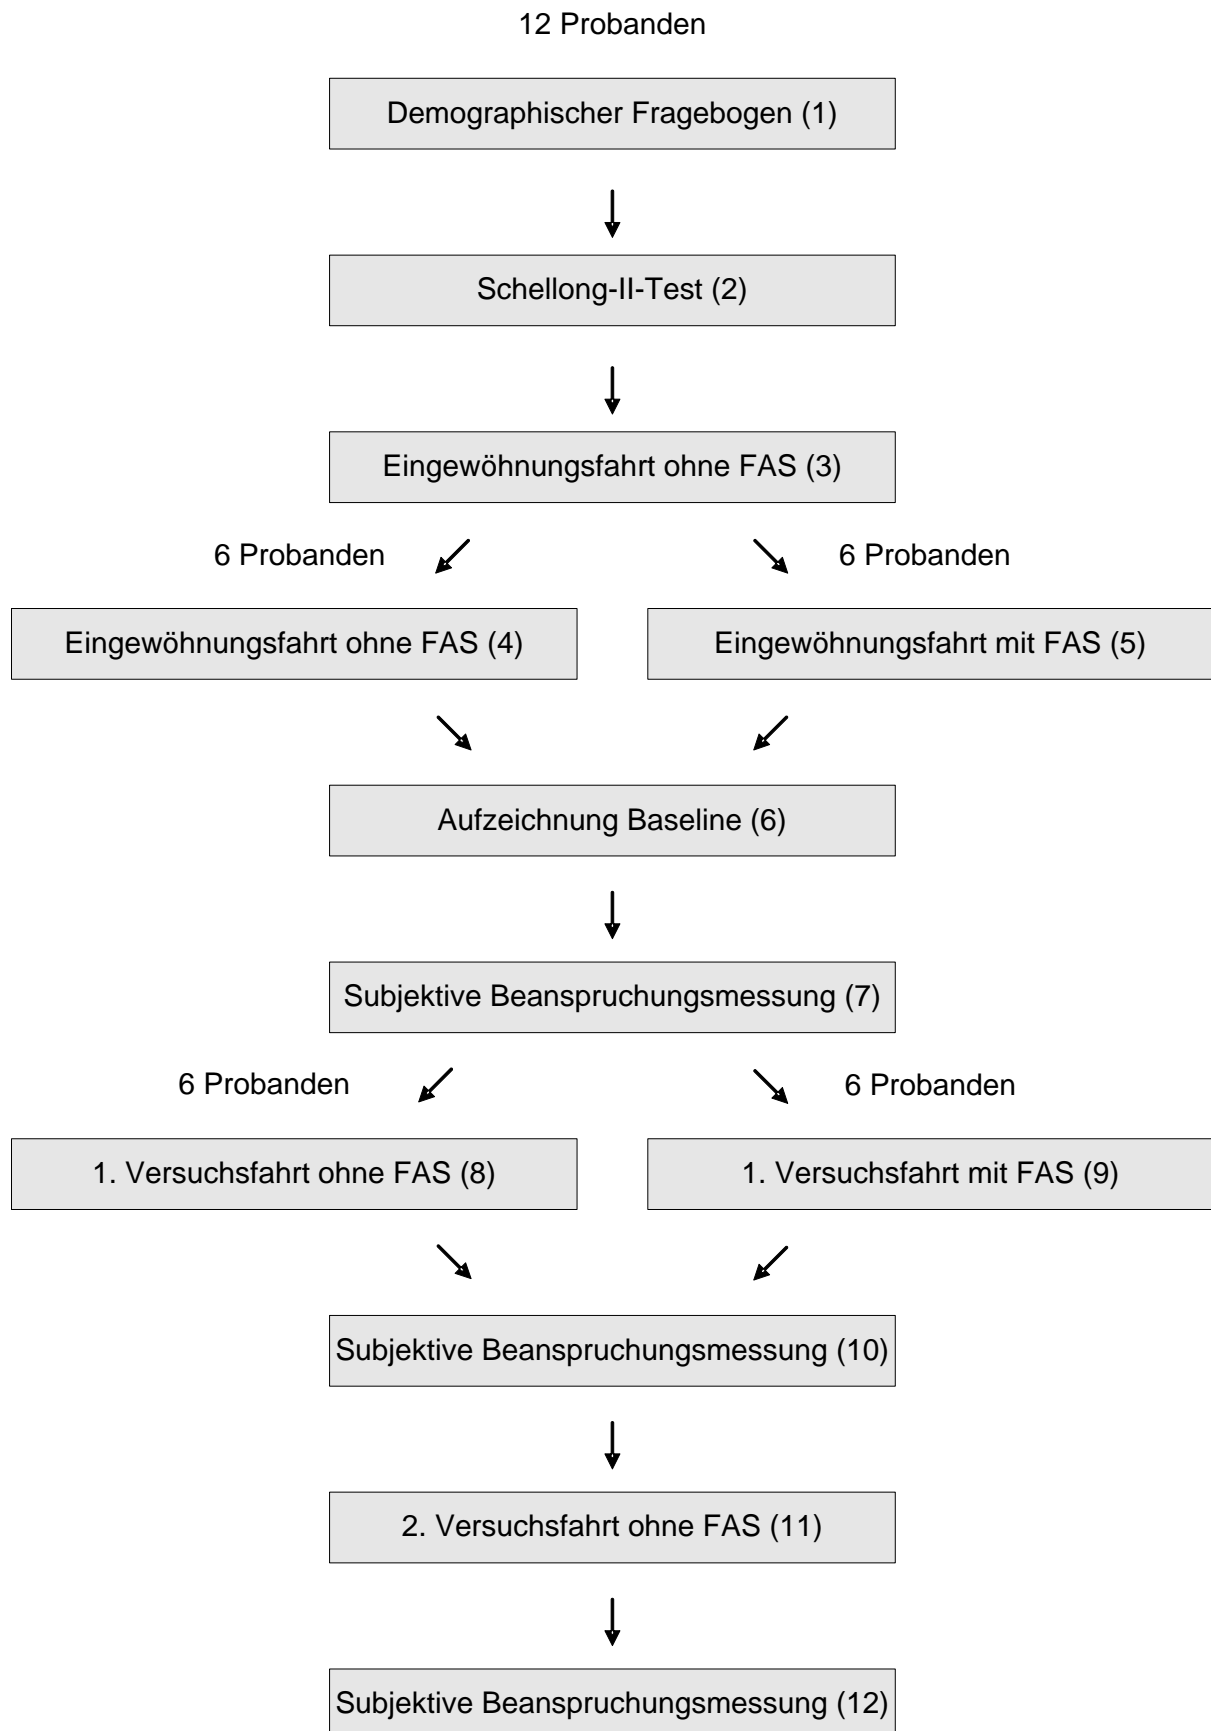 12 Probanden
Demographischer Fragebogen (1)
Schellong-II-Test (2)
Eingewöhnungsfahrt ohne FAS (3)
6 Probanden
6 Probanden
Eingewöhnungsfahrt ohne FAS (4)
Eingewöhnungsfahrt mit FAS (5)
Aufzeichnung Baseline (6)
Subjektive Beanspruchungsmessung (7)
6 Probanden
6 Probanden
1. Versuchsfahrt ohne FAS (8)
1. Versuchsfahrt mit FAS (9)
Subjektive Beanspruchungsmessung (10)
2. Versuchsfahrt ohne FAS (11)
Subjektive Beanspruchungsmessung (12)